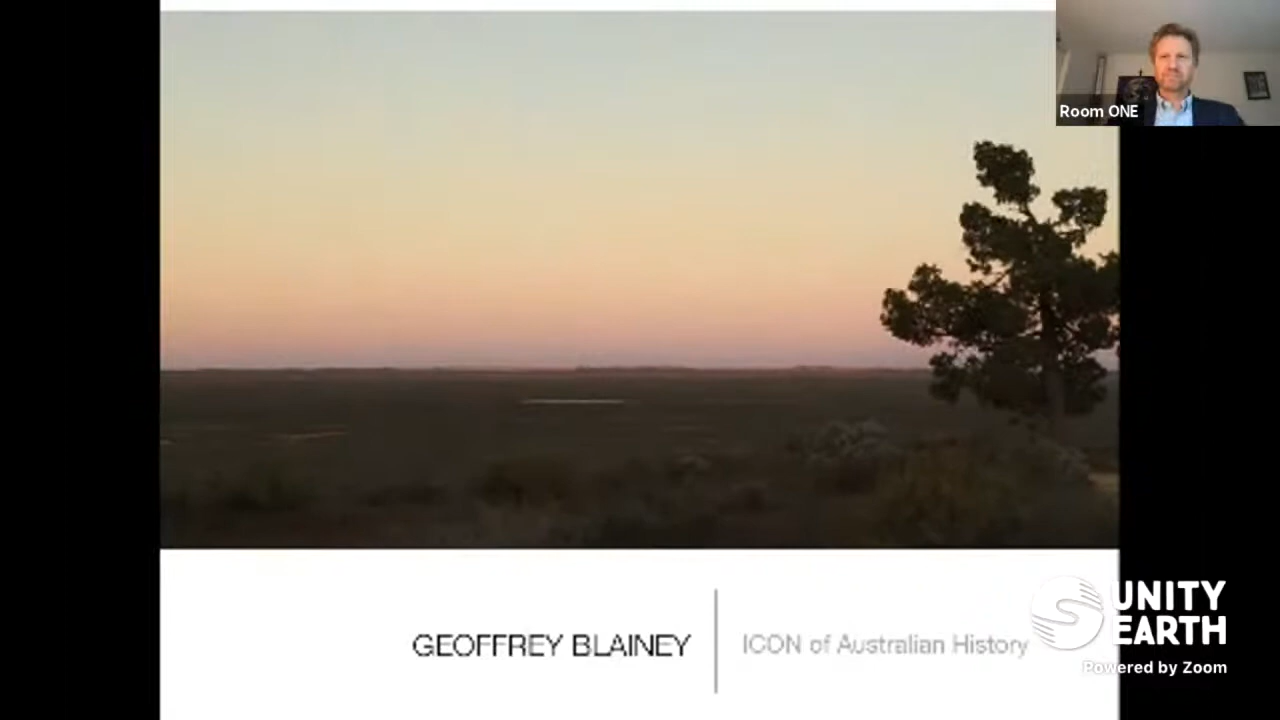 Room ONE
GEOFFREY BLAINEY
ICON of Australian History
UNITY
EARTH
Powered by Zoom